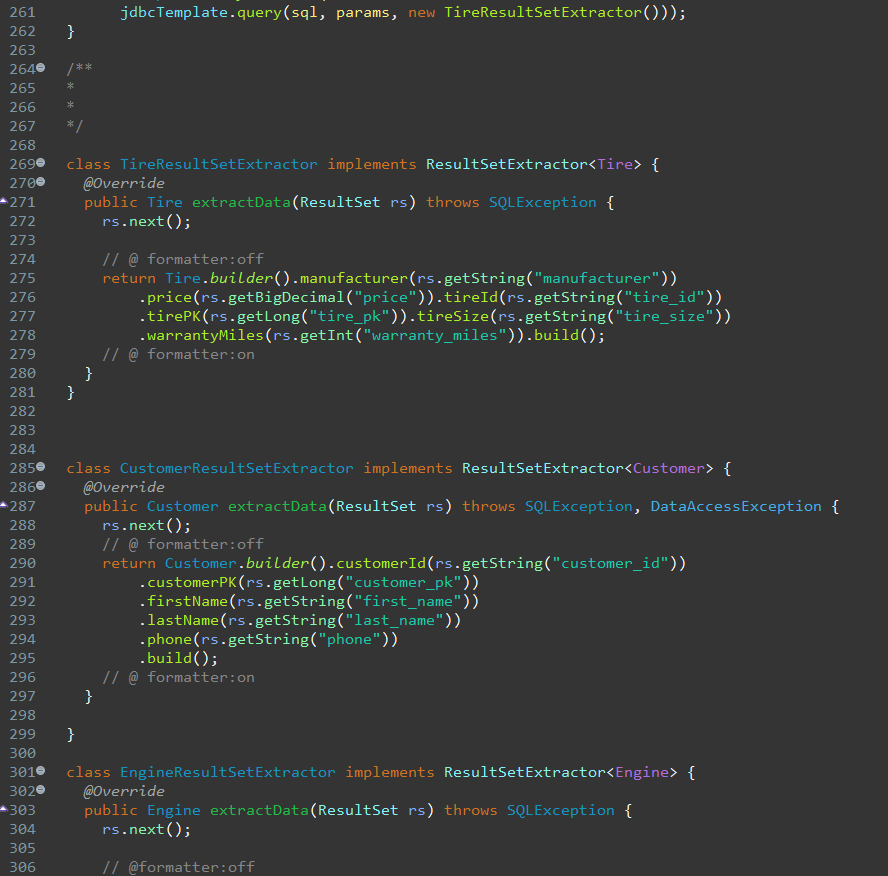 261 jdbcTemplate.query(sql, params, new TireResultSetExtractor()));
262 }
263
264 /**
265 *
266 *
267 */
268
269 class TireResultSetExtractor implements ResultSetExtractor<Tire> {
270 @Override
271 public Tire extractData(ResultSet rs) throws SQLException {
272 rs.next();
273
274 // @ formatter:off
275 return Tire.builder().manufacturer(rs.getString("manufacturer"))
276 .price(rs.getBigDecimal("price")).tireId(rs.getString("tire_id"))
277 .tirePK(rs.getLong("tire_pk")).tireSize(rs.getString("tire_size"))
278 .warrantyMiles(rs.getInt("warranty_miles")).build();
279 // @ formatter:on
280 }
281 }
282
283
284
285 class CustomerResultSetExtractor implements ResultSetExtractor<Customer> {
286 @Override
287 public Customer extractData(ResultSet rs) throws SQLException, DataAccessException {
288 rs.next();
289 // @ formatter:off
290 return Customer.builder().customerId(rs.getString("customer_id"))
291 .customerPK(rs.getLong("customer_pk"))
292 .firstName(rs.getString("first_name"))
293 .lastName(rs.getString("last_name"))
294 .phone(rs.getString("phone"))
295 .build();
296 // @ formatter:on
297 }
298
299 }
300
301 class EngineResultSetExtractor implements ResultSetExtractor<Engine> {
302 @Override
303 public Engine extractData(ResultSet rs) throws SQLException {
304 rs.next();
305
306 // @formatter:off